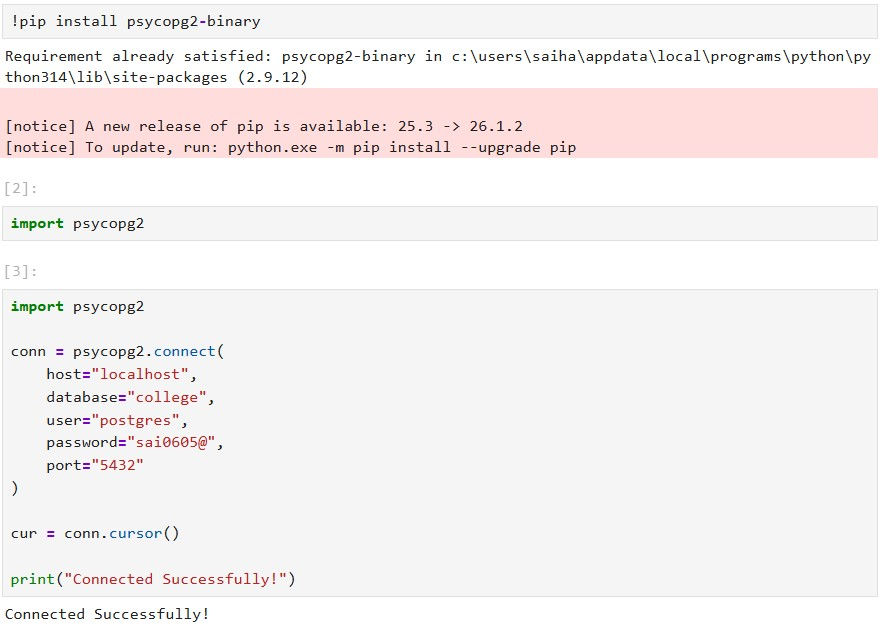 !pip install psycopg2-binary
Requirement already satisfied: psycopg2-binary in c:\users\saiha\appdata\local\programs\python\py
thon314\lib\site-packages (2.9.12)
[notice] A new release of pip is available: 25.3 -> 26.1.2
[notice] To update, run: python.exe -m pip install --upgrade pip
[2]:
import psycopg2
[3]:
import psycopg2
conn = psycopg2.connect(
    host="localhost",
    database="college",
    user="postgres",
    password="sai0605@",
    port="5432"
)
cur = conn.cursor()
print("Connected Successfully!")
Connected Successfully!